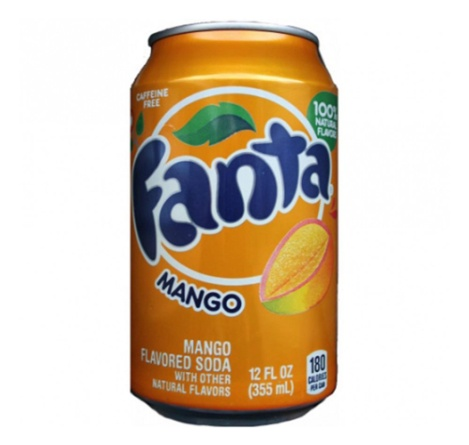 CAFFEINE
FREE
100%
NATURAL
FLAVORS
Fanta
MANGO
MANGO
FLAVORED SODA
WITH OTHER
NATURAL FLAVORS
12 FL OZ
(355 mL)
180
CALORIES
PER CAN